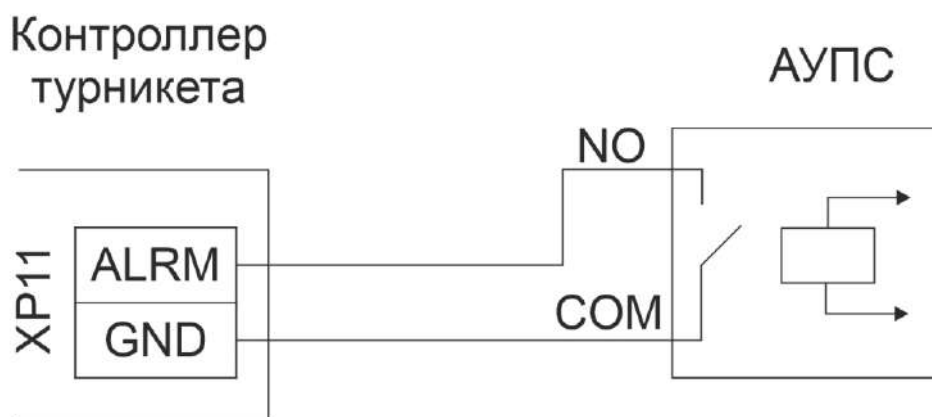 Контроллер
турникета
АУПС
NO
XP11
ALRM
GND
COM